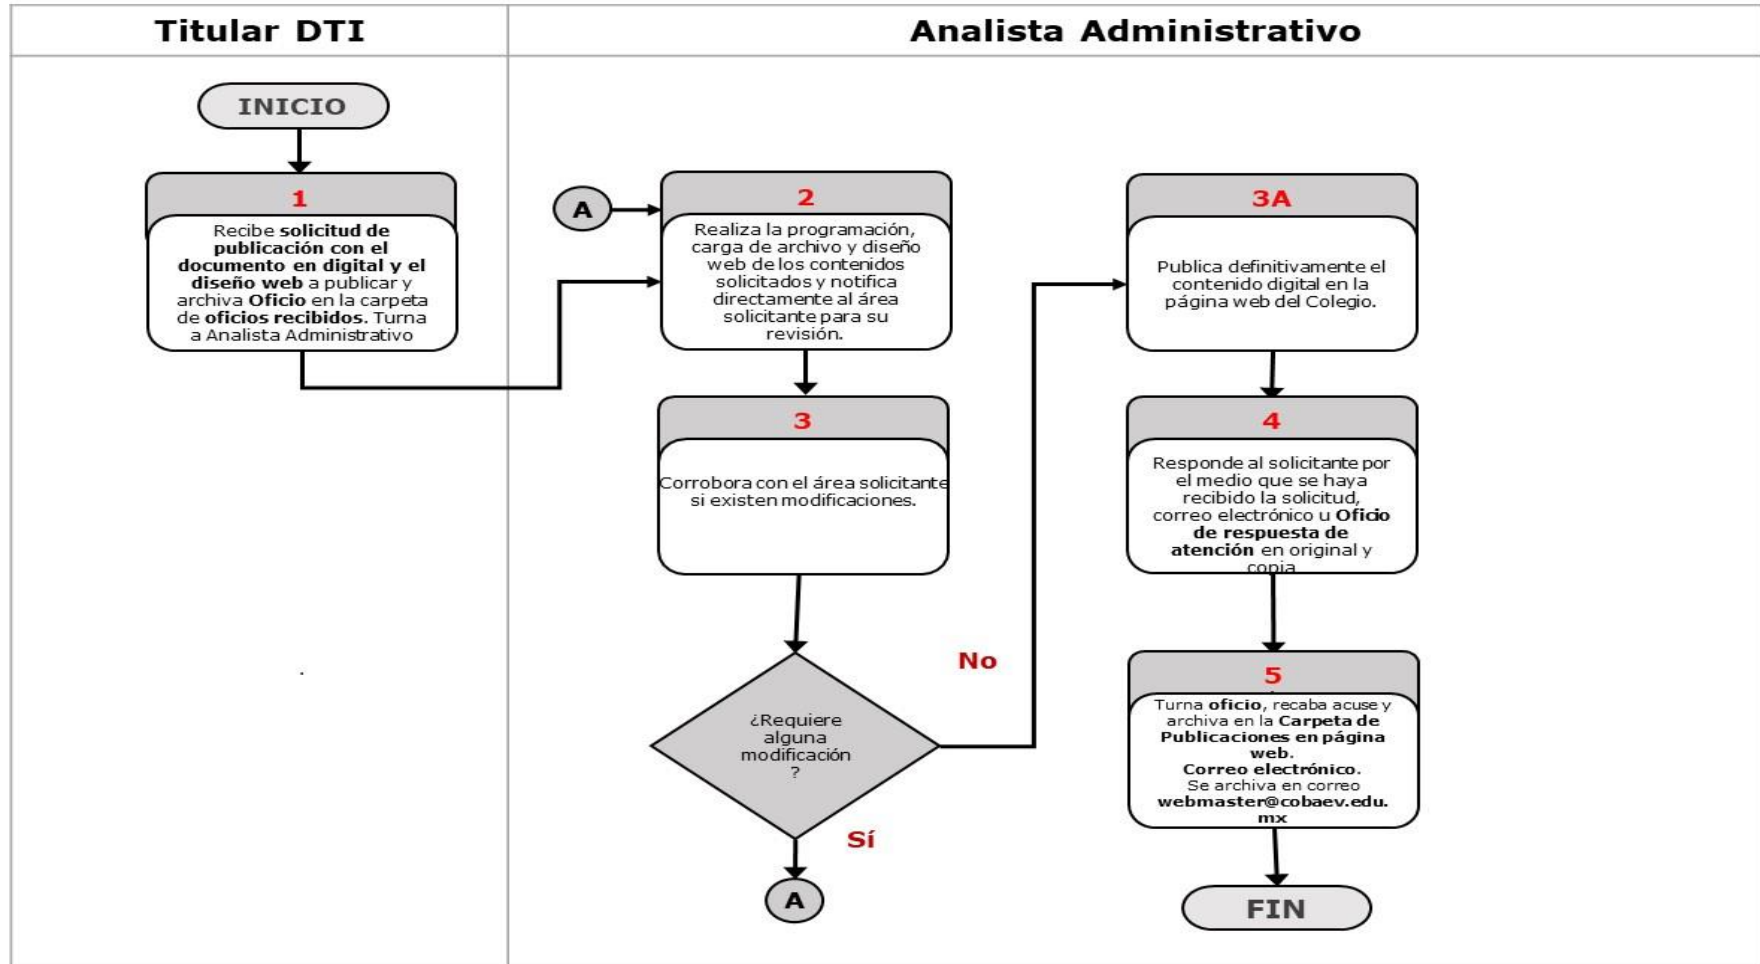 Titular DTI
Analista Administrativo
INICIO
1
Recibe solicitud de
publicación con el
documento en digital y el
diseño web a publicar y
archiva Oficio en la carpeta
de oficios recibidos. Turna
a Analista Administrativo
A
2
Realiza la programación,
carga de archivo y diseño
web de los contenidos
solicitados y notifica
directamente al área
solicitante para su
revisión.
3
Corrobora con el área solicitante
si existen modificaciones.
¿Requiere
alguna
modificación
?
No
Sí
A
3A
Publica definitivamente el
contenido digital en la
página web del Colegio.
4
Responde al solicitante por
el medio que se haya
recibido la solicitud,
correo electrónico u Oficio
de respuesta de
atención en original y
copia
5
Turna oficio, recaba acuse y
archiva en la Carpeta de
Publicaciones en página
web.
Correo electrónico.
Se archiva en correo
webmaster@cobaev.edu.
mx
FIN